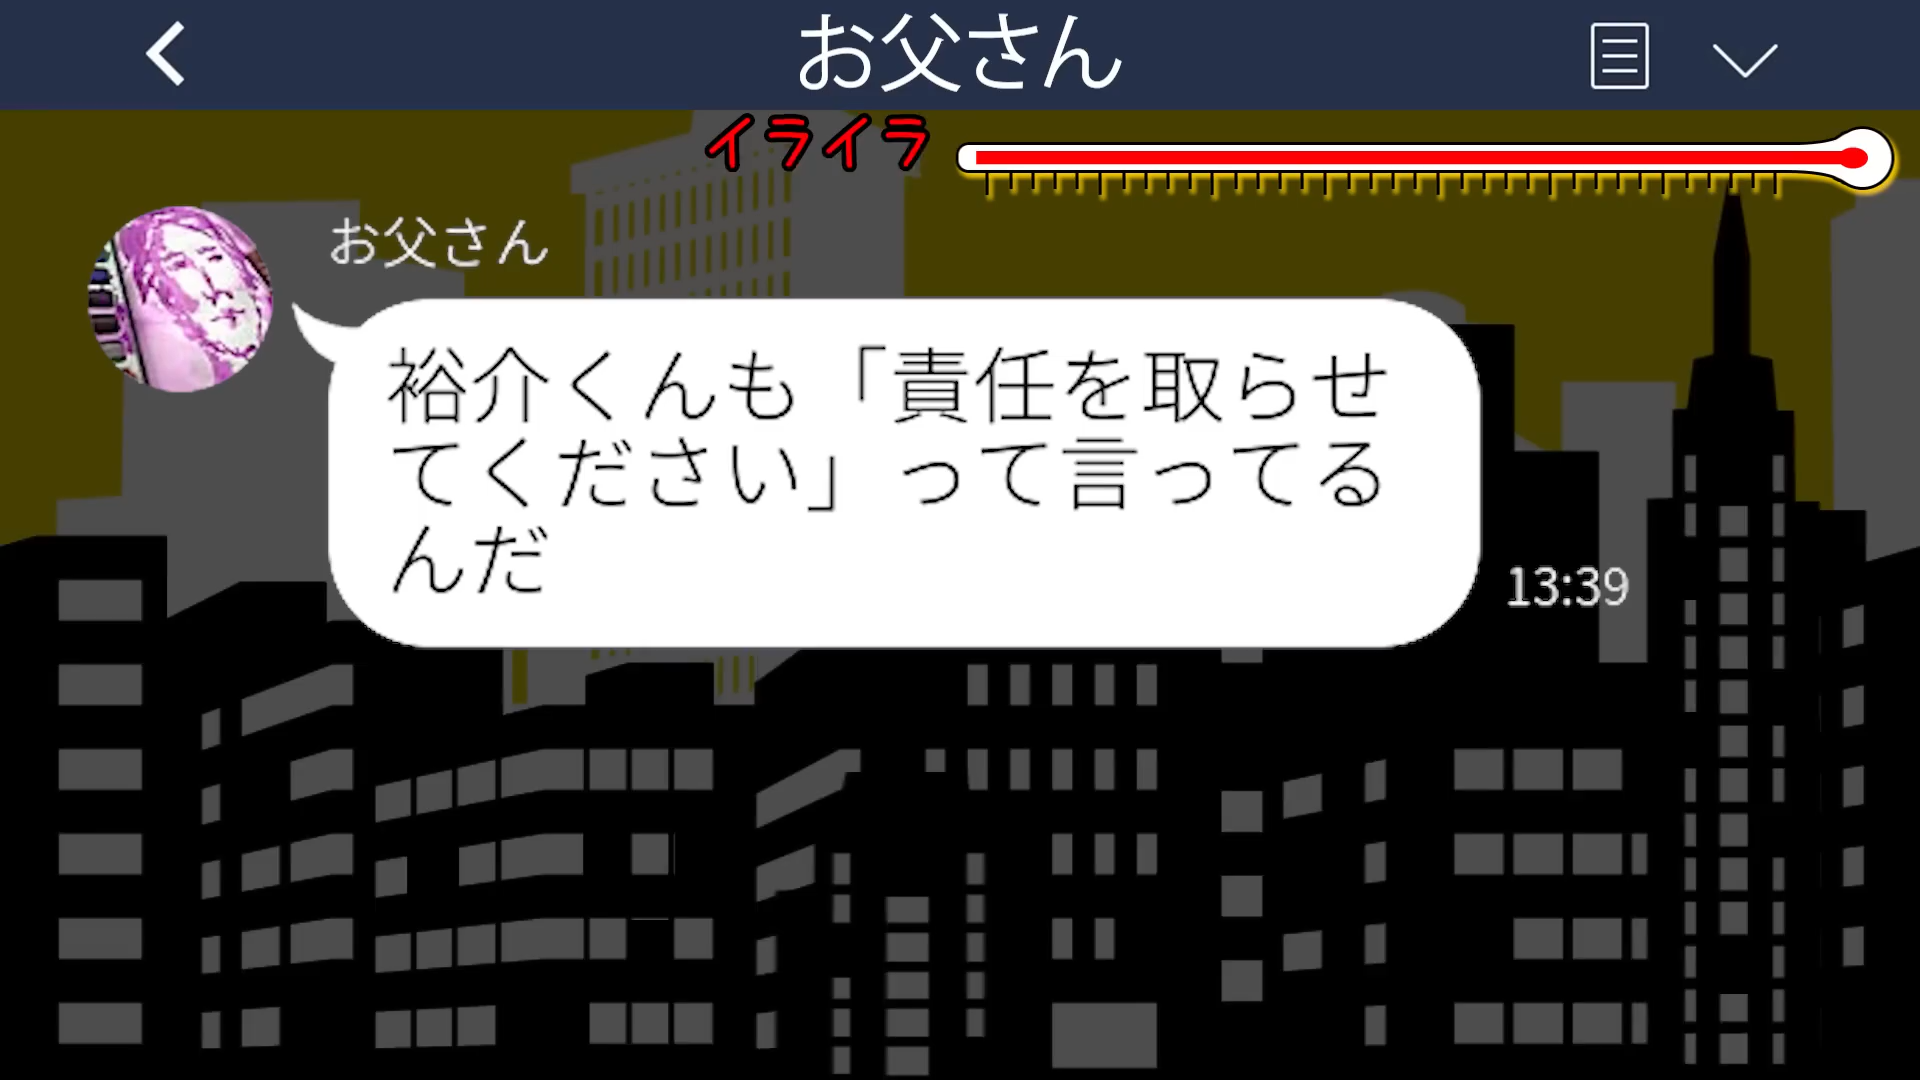 お父さん
イライラ
お父さん
裕介くんも「責任を取らせ
てください」って言ってる
んだ
13:39